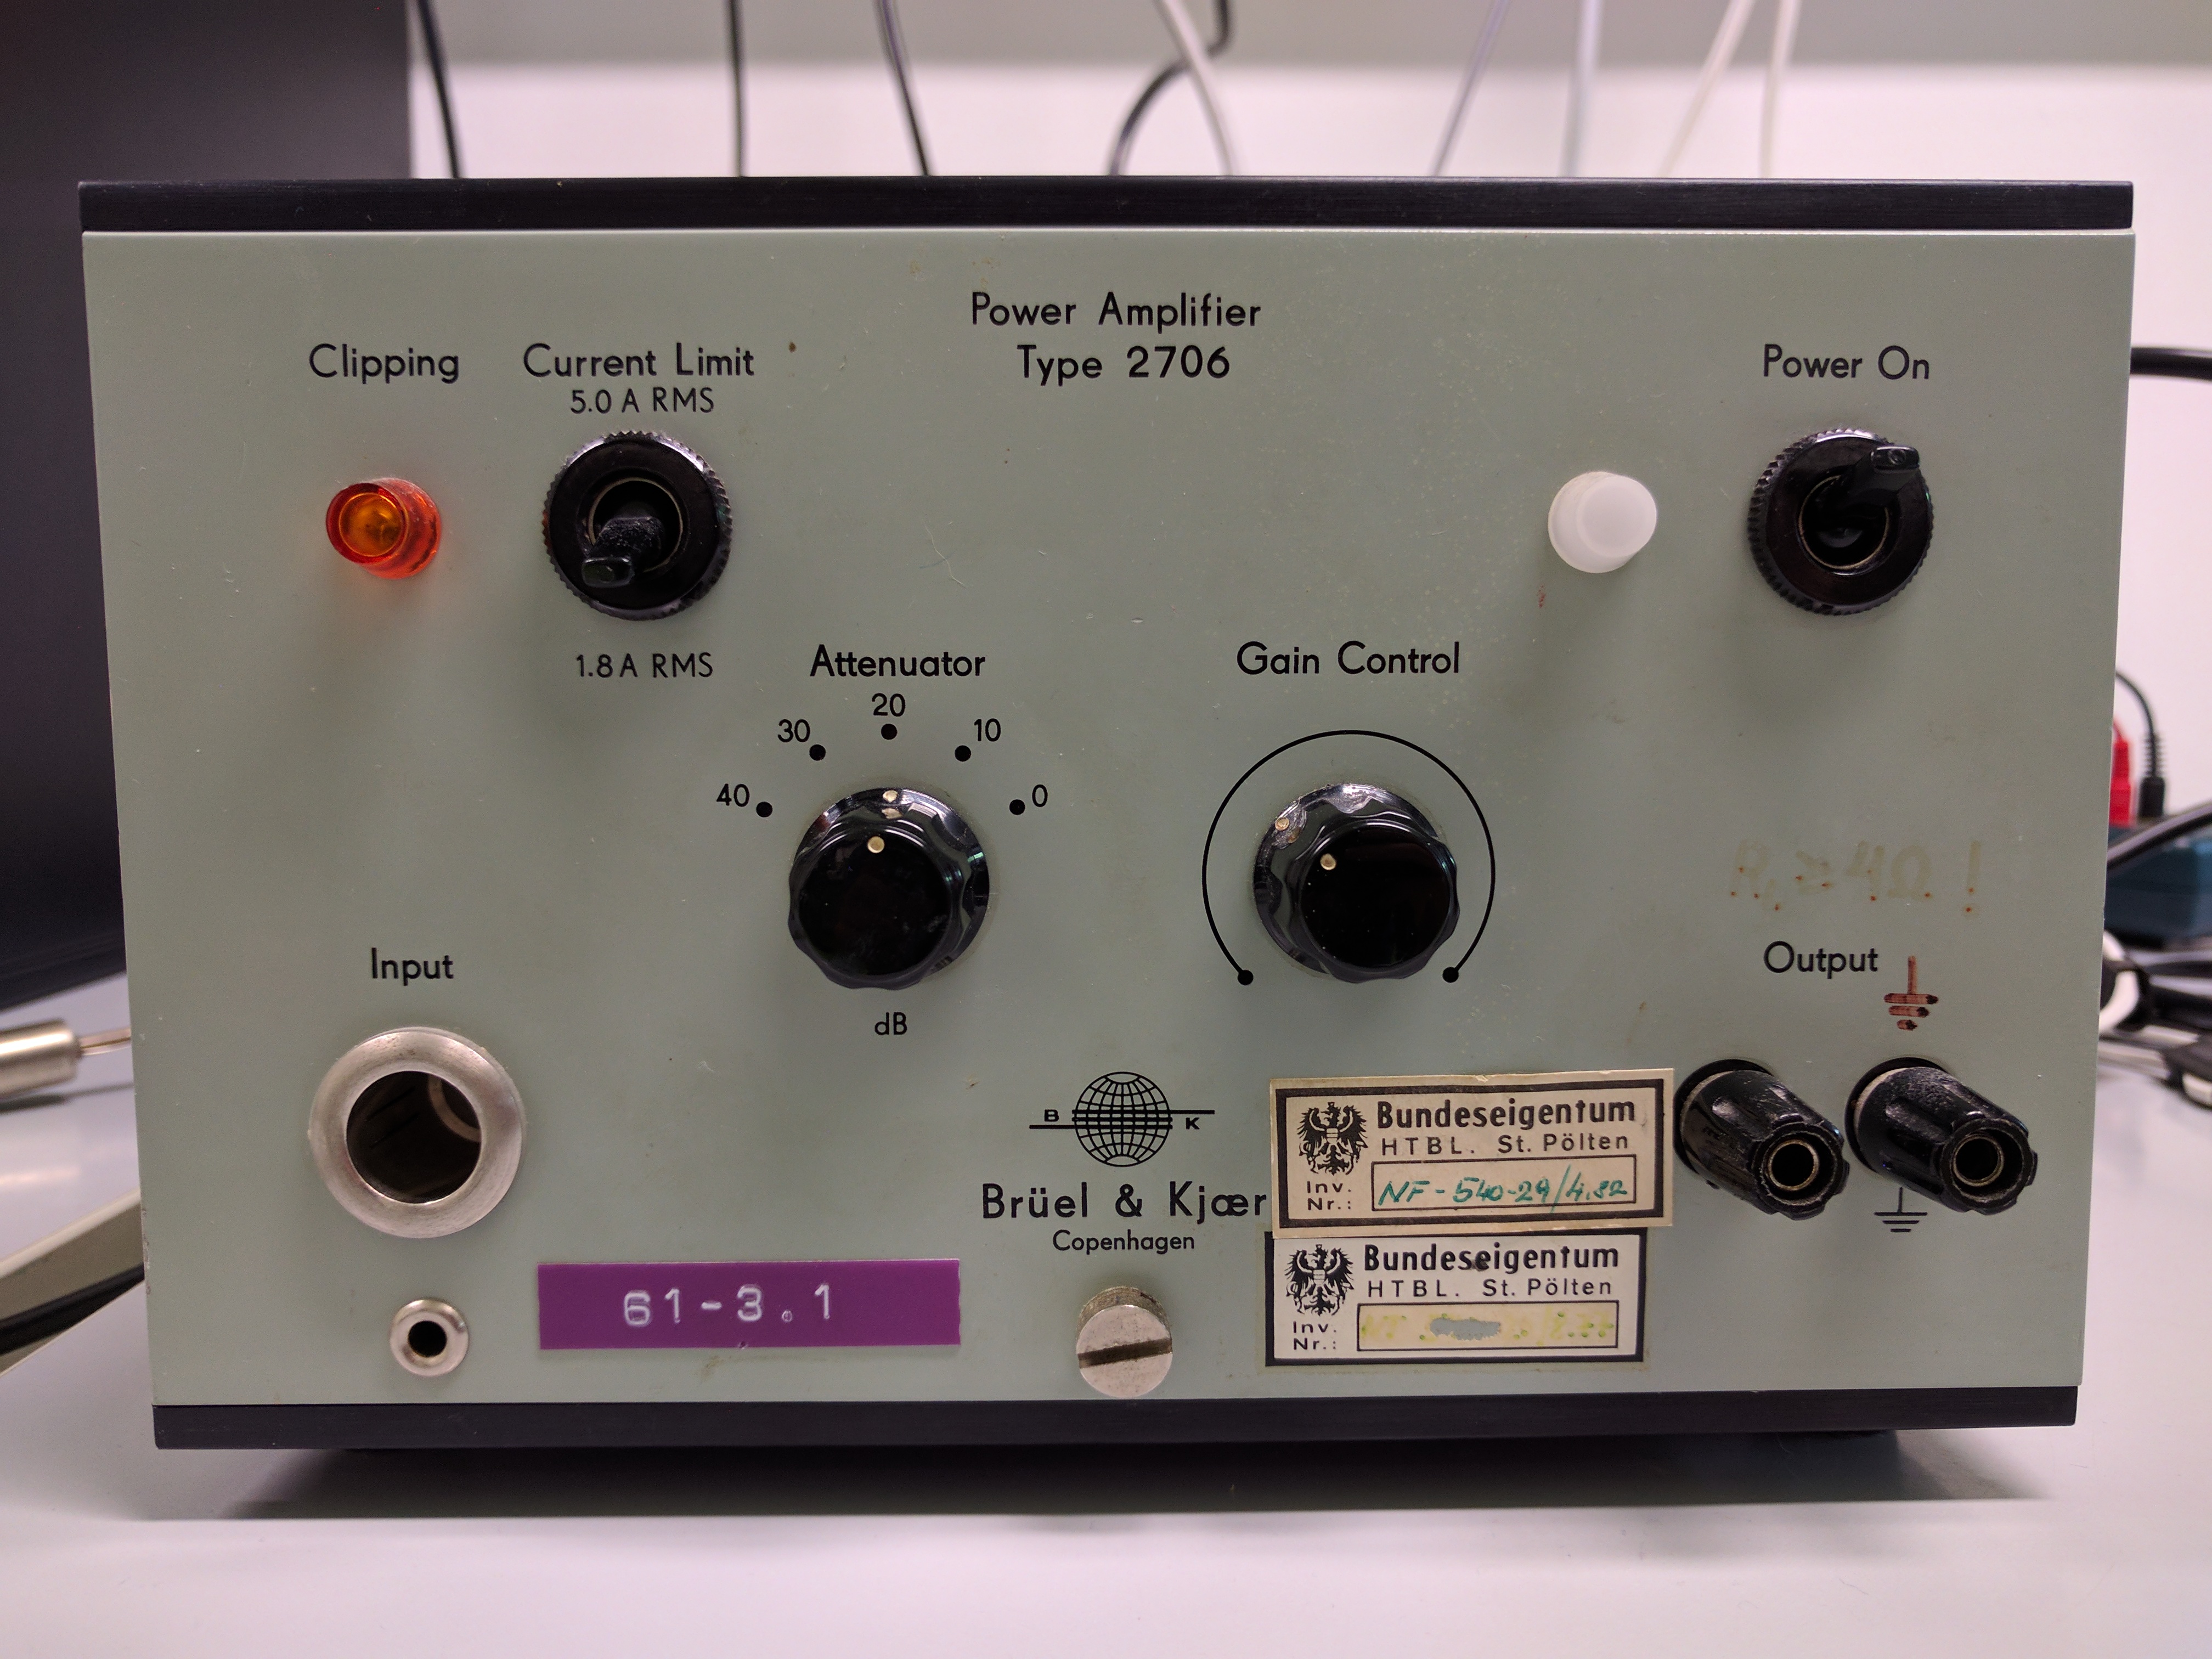 Power Amplifier
Type 2706
Clipping
Current Limit
5.0 A RMS
1.8 A RMS
Power On
Attenuator
40 30 20 10 0
dB
Gain Control
Input
Output
B K
Brüel & Kjær
Copenhagen
61-3.1
Bundeseigentum
HTBL. St. Pölten
Inv. Nr.: NF-540-29/4.82
Bundeseigentum
HTBL. St. Pölten
Inv. Nr.: